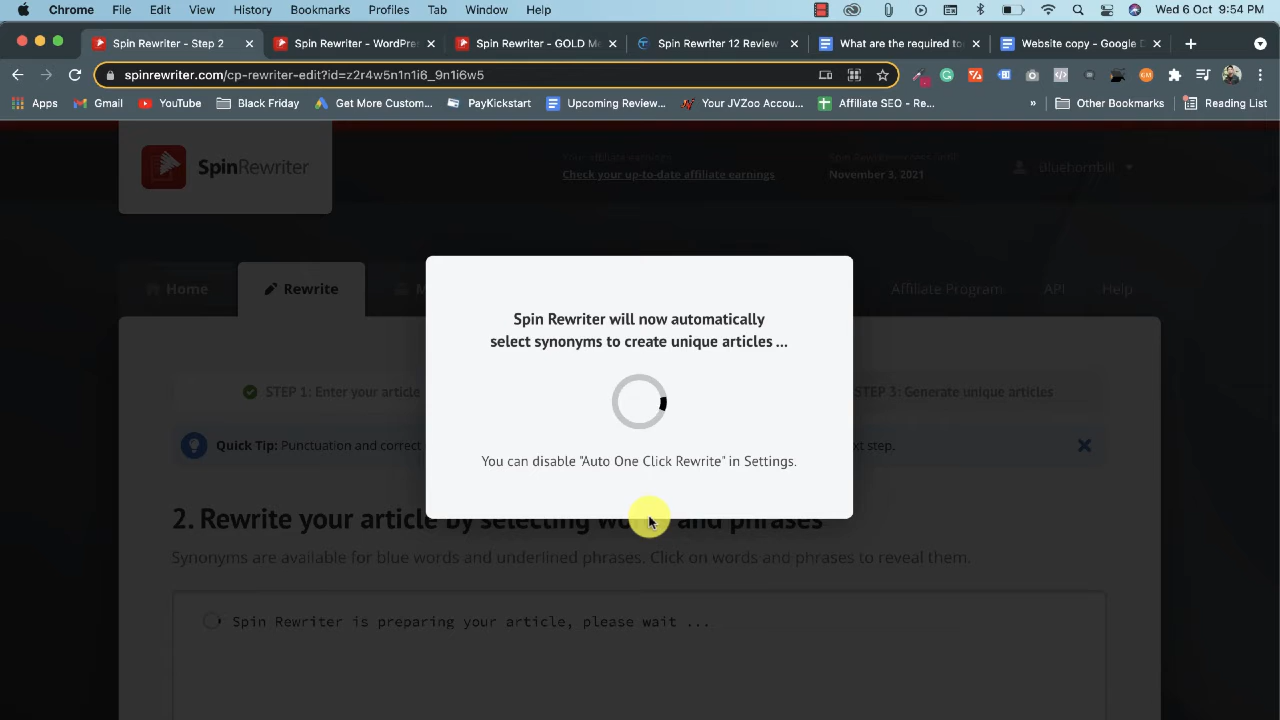 Chrome File Edit View History Bookmarks Profiles Tab Window Help Wed 6 Oct 9:54 PM
Spin Rewriter - Step 2 Spin Rewriter - WordPre Spin Rewriter - GOLD M Spin Rewriter 12 Review What are the required to Website copy - Google D
spinrewriter.com/cp-rewriter-edit?id=z2r4w5n1n1i6_9n1i6w5
Apps Gmail YouTube Black Friday Get More Custom... PayKickstart Upcoming Review... Your JVZoo Accou... Affiliate SEO - Re... » Other Bookmarks Reading List
SpinRewriter
Your affiliate earnings
Check your up-to-date affiliate earnings
November 3, 2021
Bluehornbill
Home Rewrite M Affiliate Program API Help
Spin Rewriter will now automatically
select synonyms to create unique articles ...
You can disable "Auto One Click Rewrite" in Settings.
STEP 1: Enter your article STEP 3: Generate unique articles
Quick Tip: Punctuation and correct xt step.
2. Rewrite your article by selecting words and phrases
Synonyms are available for blue words and underlined phrases. Click on words and phrases to reveal them.
Spin Rewriter is preparing your article, please wait ...